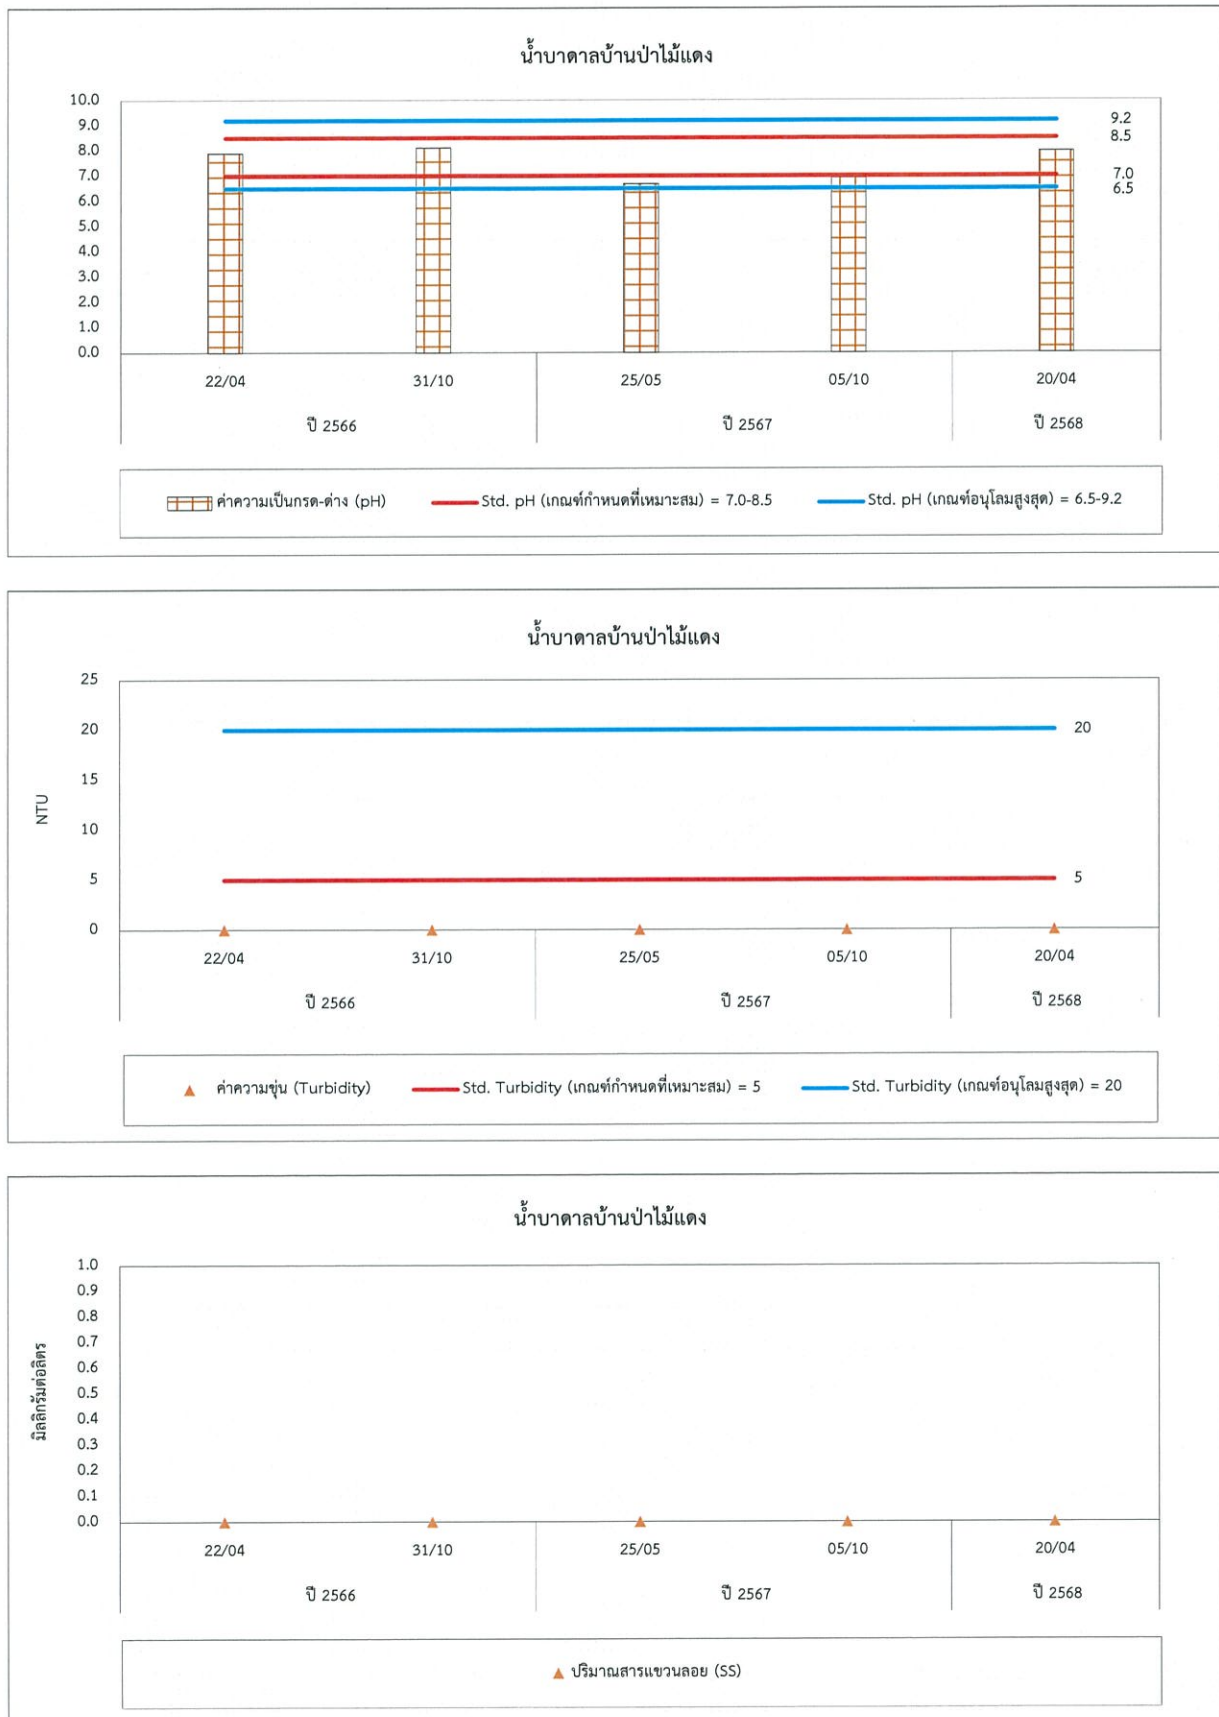 น้ำบาดาลบ้านป่าไม้แดง
10.0
9.0
8.0
7.0
6.0
5.0
4.0
3.0
2.0
1.0
0.0
9.2
8.5
7.0
6.5
22/04 31/10 25/05 05/10 20/04
ปี 2566 ปี 2567 ปี 2568
ค่าความเป็นกรด-ด่าง (pH) Std. pH (เกณฑ์กำหนดที่เหมาะสม) = 7.0-8.5 Std. pH (เกณฑ์อนุโลมสูงสุด) = 6.5-9.2
น้ำบาดาลบ้านป่าไม้แดง
NTU
25
20
15
10
5
0
20
5
22/04 31/10 25/05 05/10 20/04
ปี 2566 ปี 2567 ปี 2568
ค่าความขุ่น (Turbidity) Std. Turbidity (เกณฑ์กำหนดที่เหมาะสม) = 5 Std. Turbidity (เกณฑ์อนุโลมสูงสุด) = 20
น้ำบาดาลบ้านป่าไม้แดง
มิลลิกรัมต่อลิตร
1.0
0.9
0.8
0.7
0.6
0.5
0.4
0.3
0.2
0.1
0.0
22/04 31/10 25/05 05/10 20/04
ปี 2566 ปี 2567 ปี 2568
ปริมาณสารแขวนลอย (SS)